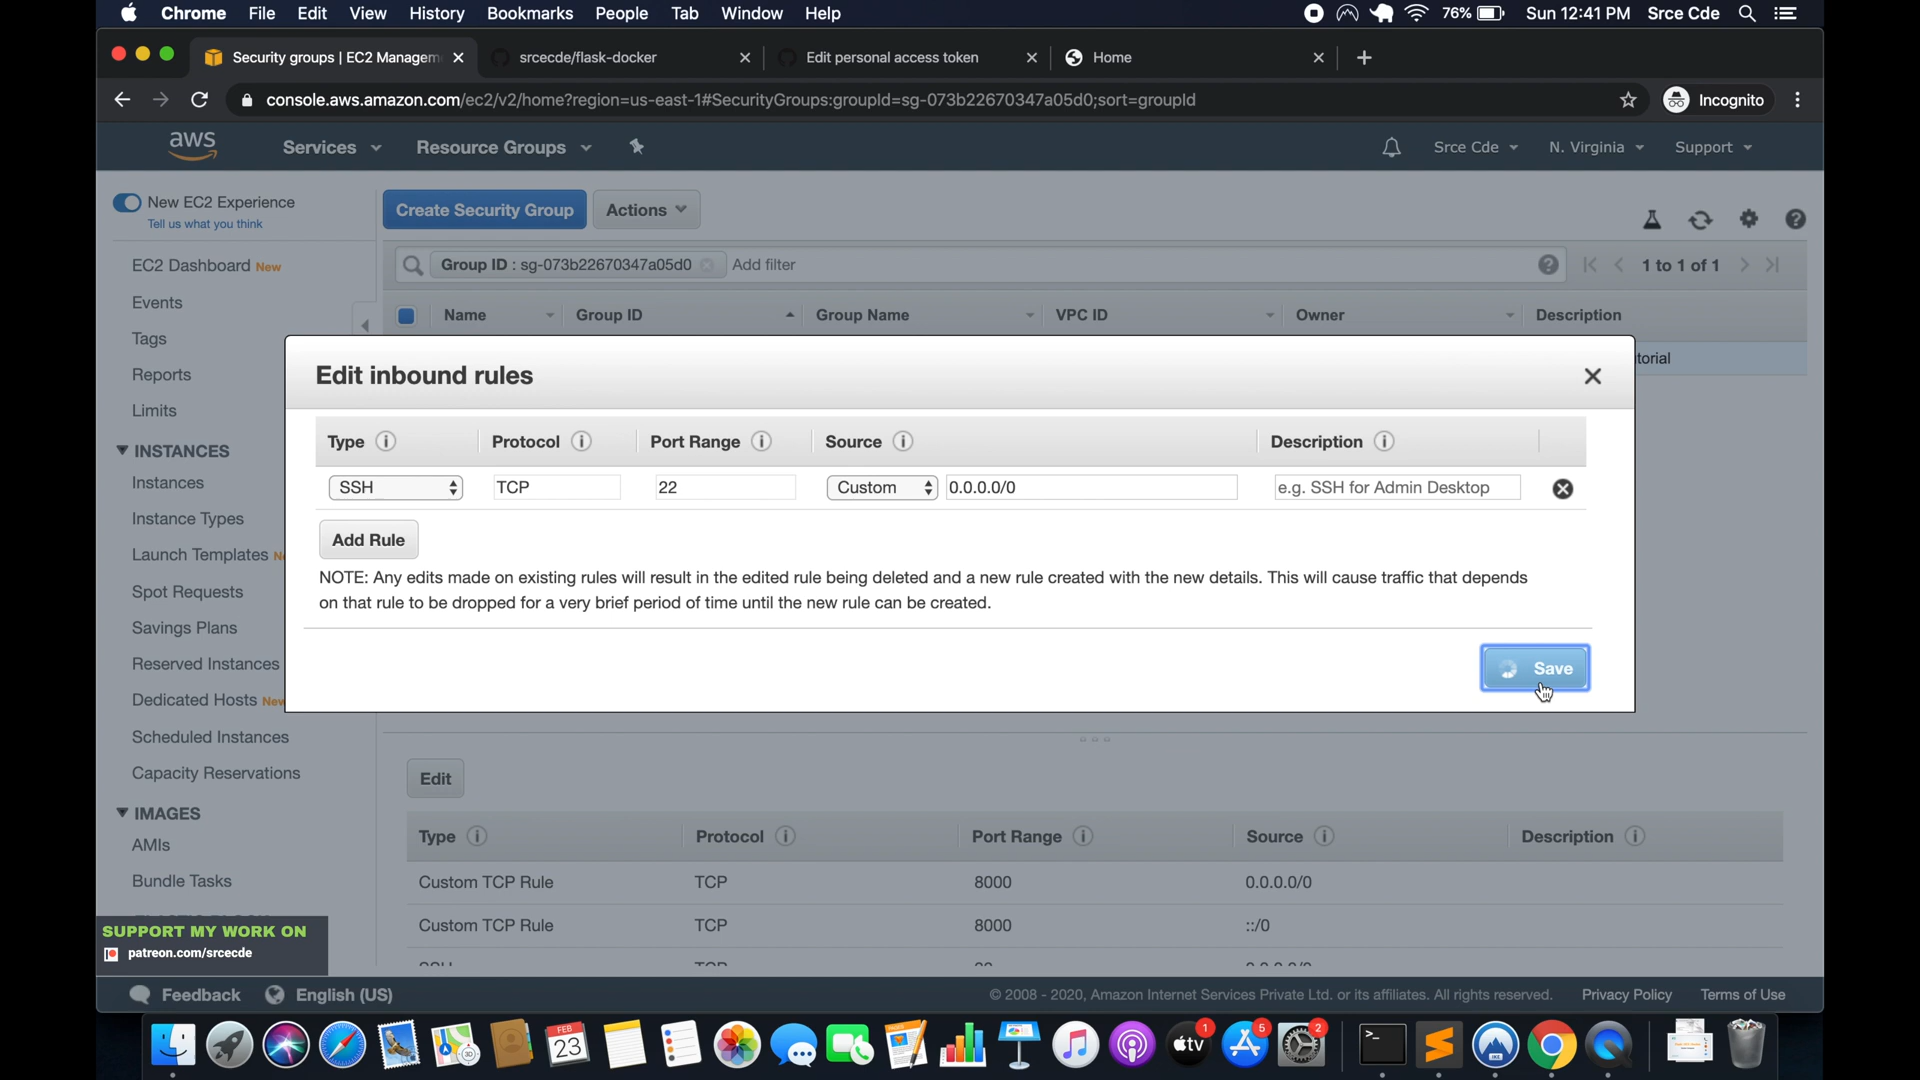 Chrome File Edit View History Bookmarks People Tab Window Help 76% Sun 12:41 PM Srce Cde
Security groups | EC2 Managem srcecde/flask-docker Edit personal access token Home
console.aws.amazon.com/ec2/v2/home?region=us-east-1#SecurityGroups:groupId=sg-073b22670347a05d0;sort=groupId Incognito
aws Services Resource Groups Srce Cde N. Virginia Support
New EC2 Experience
Tell us what you think
Create Security Group Actions
EC2 Dashboard New
Group ID : sg-073b22670347a05d0 Add filter 1 to 1 of 1
Events
Name Group ID Group Name VPC ID Owner Description
Tags
torial
Reports
Limits
INSTANCES
Instances
Instance Types
Launch Templates
Spot Requests
Savings Plans
Reserved Instances
Dedicated Hosts New
Scheduled Instances
Capacity Reservations
IMAGES
AMIs
Bundle Tasks
Edit inbound rules
Type Protocol Port Range Source Description
SSH TCP 22 Custom 0.0.0.0/0 e.g. SSH for Admin Desktop
Add Rule
NOTE: Any edits made on existing rules will result in the edited rule being deleted and a new rule created with the new details. This will cause traffic that depends
on that rule to be dropped for a very brief period of time until the new rule can be created.
Save
Edit
Type Protocol Port Range Source Description
Custom TCP Rule TCP 8000 0.0.0.0/0
Custom TCP Rule TCP 8000 ::/0
SUPPORT MY WORK ON
patreon.com/srcecde
Feedback English (US) © 2008 - 2020, Amazon Internet Services Private Ltd. or its affiliates. All rights reserved. Privacy Policy Terms of Use
FEB
23
tv
1
5
2